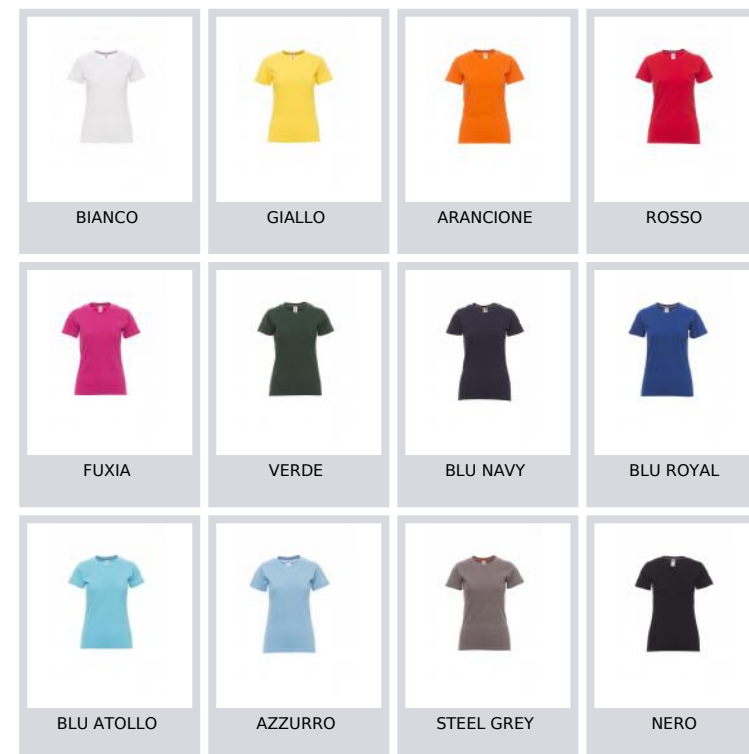 BIANCO
GIALLO
ARANCIONE
ROSSO
FUXIA
VERDE
BLU NAVY
BLU ROYAL
BLU ATOLLO
AZZURRO
STEEL GREY
NERO